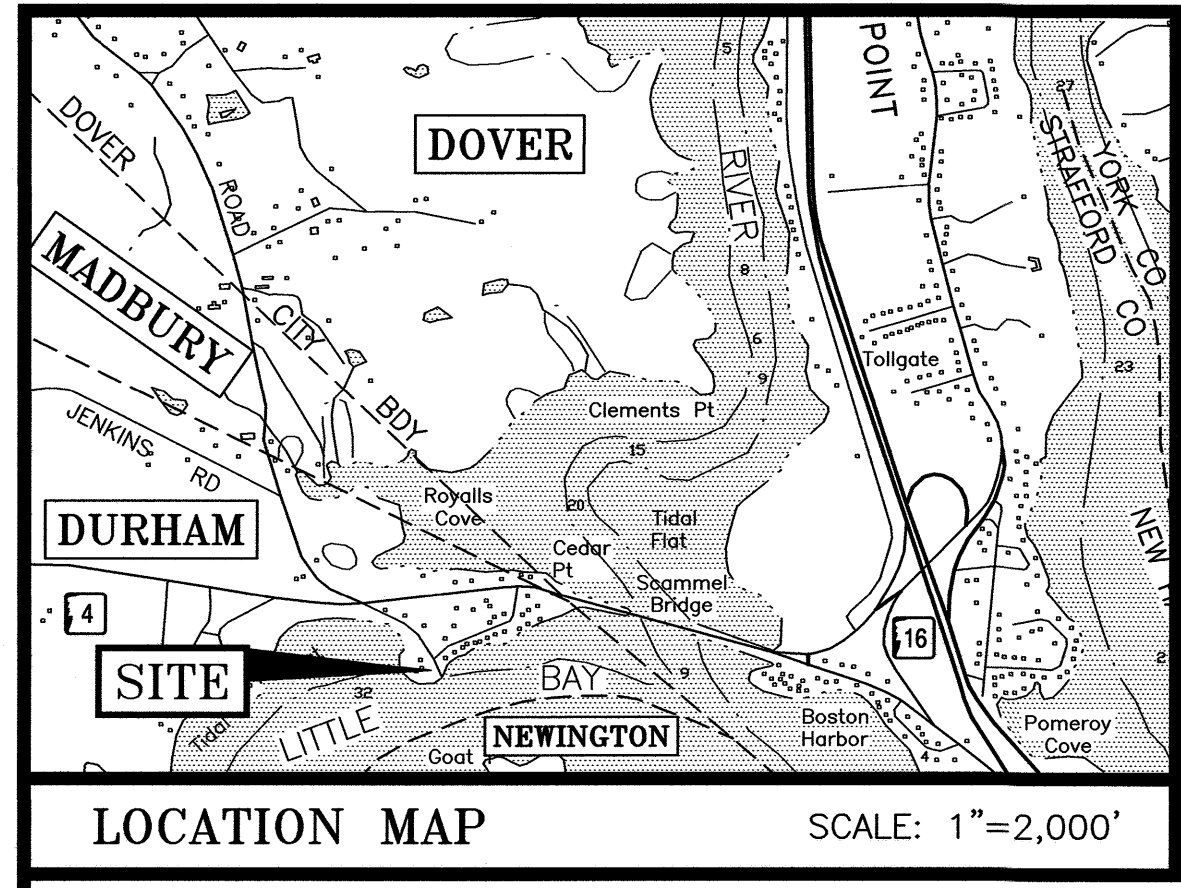 POINT
5
DOVER
DOVER
27
YORK CO
STRAFFORD CO
RIVER
ROAD
MADBURY
8
CITY BDY
6
Tollgate
23
9
Clements Pt
JENKINS RD
15
Royalls
Cove
20
Tidal
Flat
DURHAM
NEW
Cedar
Pt
Scammel
Bridge
4
16
SITE
BAY
9
32
2
LITTLE
Tidal
NEWINGTON
Boston
Harbor
Pomeroy
Cove
Goat
4
LOCATION MAP
SCALE: 1"=2,000'